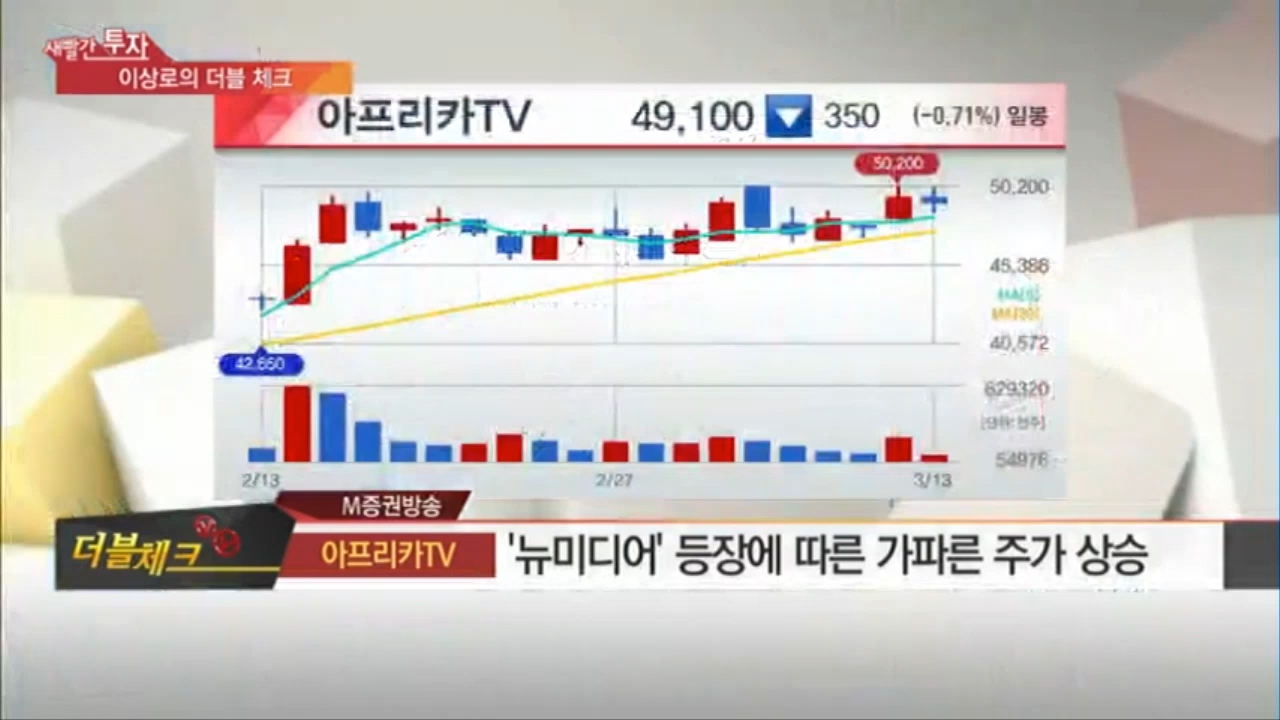 새빨간 투자
이상로의 더블 체크
아프리카TV 49,100 ▼ 350 (-0.71%) 일봉
50,200
50,200
45,386
40,572
42,650
629320
54976
2/13 2/27 3/13
M증권방송
더블체크
아프리카TV '뉴미디어' 등장에 따른 가파른 주가 상승